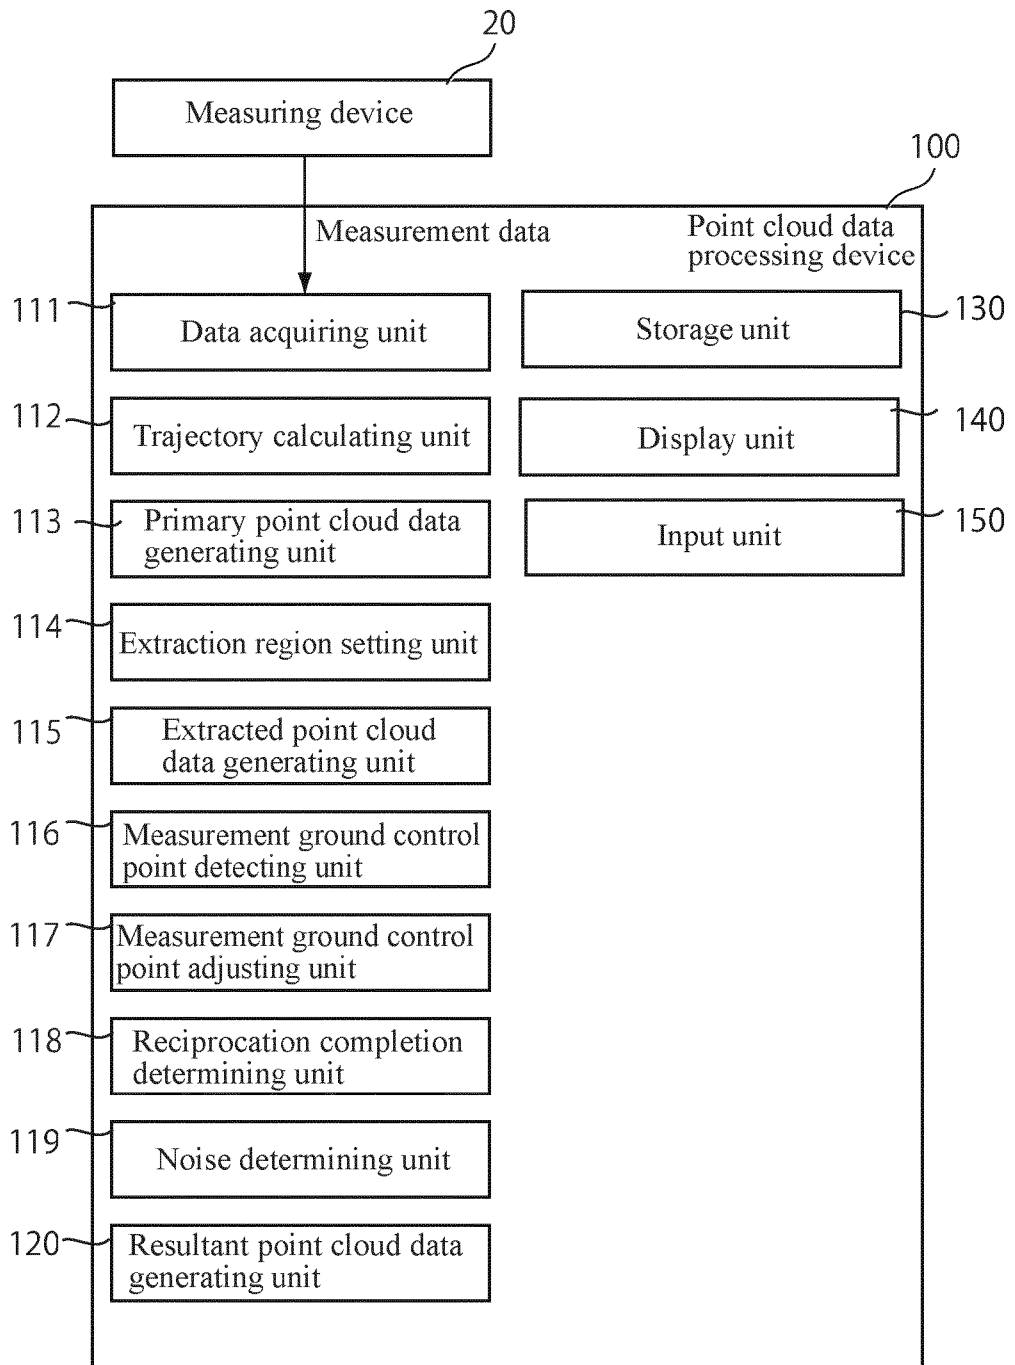 20
Measuring device
100
Measurement data
Point cloud data
processing device
111
Data acquiring unit
Storage unit
130
112
Trajectory calculating unit
Display unit
140
113
Primary point cloud data
generating unit
Input unit
150
114
Extraction region setting unit
115
Extracted point cloud
data generating unit
116
Measurement ground control
point detecting unit
117
Measurement ground control
point adjusting unit
118
Reciprocation completion
determining unit
119
Noise determining unit
120
Resultant point cloud data
generating unit